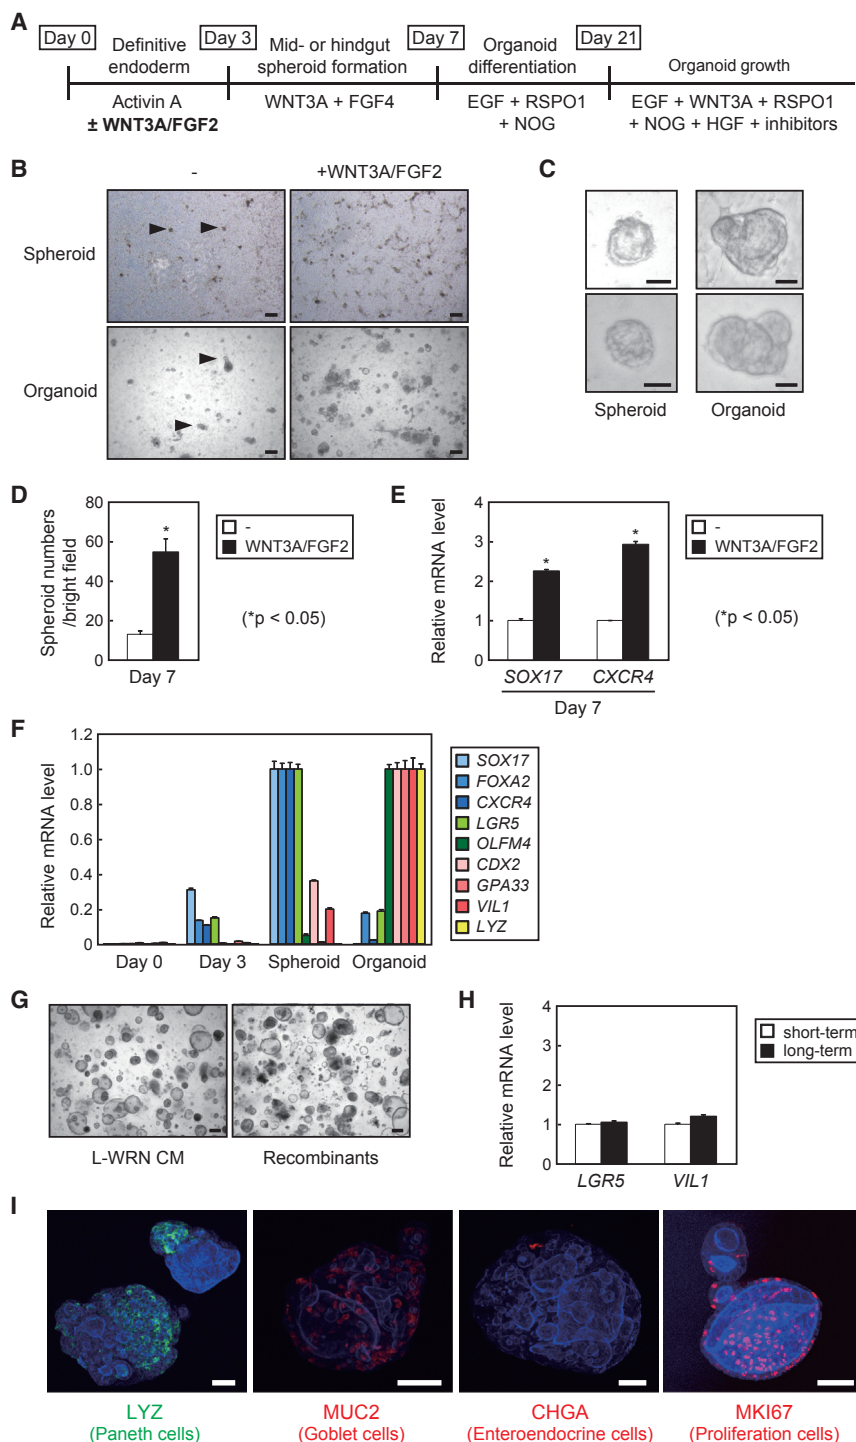 A
Day 0
Day 3
Day 7
Day 21
Definitive
endoderm
Mid- or hindgut
spheroid formation
Organoid
differentiation
Organoid growth
Activin A
± WNT3A/FGF2
WNT3A + FGF4
EGF + RSPO1
+ NOG
EGF + WNT3A + RSPO1
+ NOG + HGF + inhibitors
B
-
+WNT3A/FGF2
Spheroid
Organoid
C
Spheroid
Organoid
D
Spheroid numbers
/bright field
80
60
40
20
0
*
Day 7
-
WNT3A/FGF2
(*p < 0.05)
E
Relative mRNA level
4
3
2
1
0
*
*
SOX17
CXCR4
Day 7
-
WNT3A/FGF2
(*p < 0.05)
F
Relative mRNA level
1.2
1.0
0.8
0.6
0.4
0.2
0
Day 0
Day 3
Spheroid
Organoid
SOX17
FOXA2
CXCR4
LGR5
OLFM4
CDX2
GPA33
VIL1
LYZ
G
L-WRN CM
Recombinants
H
Relative mRNA level
4
3
2
1
0
LGR5
VIL1
short-term
long-term
I
LYZ
(Paneth cells)
MUC2
(Goblet cells)
CHGA
(Enteroendocrine cells)
MKI67
(Proliferation cells)